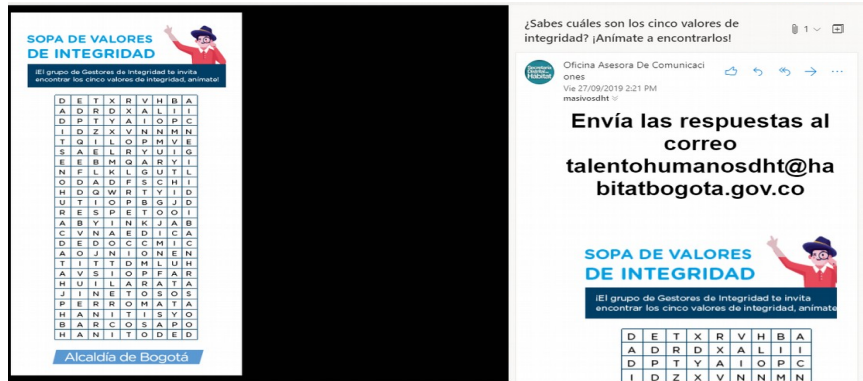 SOPA DE VALORES
DE INTEGRIDAD
¡El grupo de Gestores de Integridad te invita
encontrar los cinco valores de integridad, anímate!
D E T X R V H B A
A D R D X A L I I
D P T Y A I O P C
I D Z X V N N M N
T Q I L O P M V E
S A E L R Y U I G
E E B M Q A R Y I
N F L K L G U T L
O D A D F S C H I
H D Q W R T Y I D
U T I O P B G J D
R E S P E T O O I
A B Y I N K J A B
C V N A E D I C A
D E D O C C M I C
A O J N I O N E N
T I T T D M L U H
A V S I O P F A R
H U I L A R A T A
J I N E T O S O S
P E R R O M A T A
H A N I T I S Y O
B A R C O S A P O
H A N I T O D E D
Alcaldía de Bogotá
¿Sabes cuáles son los cinco valores de
integridad? ¡Anímate a encontrarlos!
1
Oficina Asesora De Comunicaci
ones
Vie 27/09/2019 2:21 PM
masivosdht
Envía las respuestas al
correo
talentohumanosdht@ha
bitatbogota.gov.co
SOPA DE VALORES
DE INTEGRIDAD
¡El grupo de Gestores de Integridad te invita
encontrar los cinco valores de integridad, anímate
D E T X R V H B A
A D R D X A L I I
D P T Y A I O P C
I D Z X V N N M N